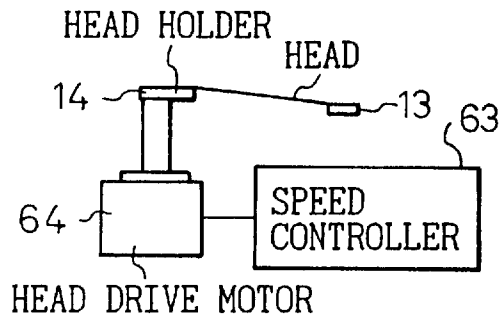 HEAD HOLDER
HEAD
14
13
63
64
SPEED
CONTROLLER
HEAD DRIVE MOTOR